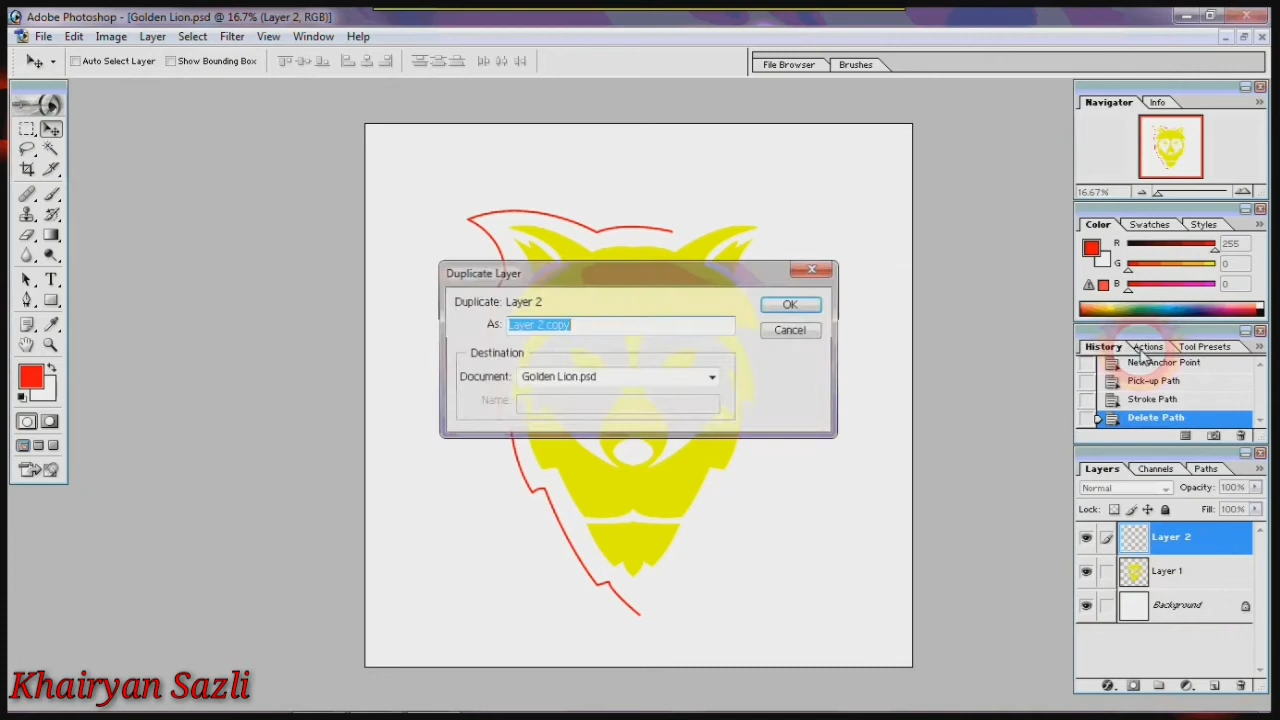 Adobe Photoshop - [Golden Lion.psd @ 16.7% (Layer 2, RGB)]
File Edit Image Layer Select Filter View Window Help
Auto Select Layer Show Bounding Box
File Browser Brushes
Navigator Info
16.67%
Color Swatches Styles
R 255
G 0
B 0
Duplicate Layer
Duplicate: Layer 2 OK
As: Layer 2 copy Cancel
Destination
Document: Golden Lion.psd
Name:
History Actions Tool Presets
New Anchor Point
Pick-up Path
Stroke Path
Delete Path
Layers Channels Paths
Normal Opacity: 100%
Lock: Fill: 100%
Layer 2
Layer 1
Background
Khairyan Sazli